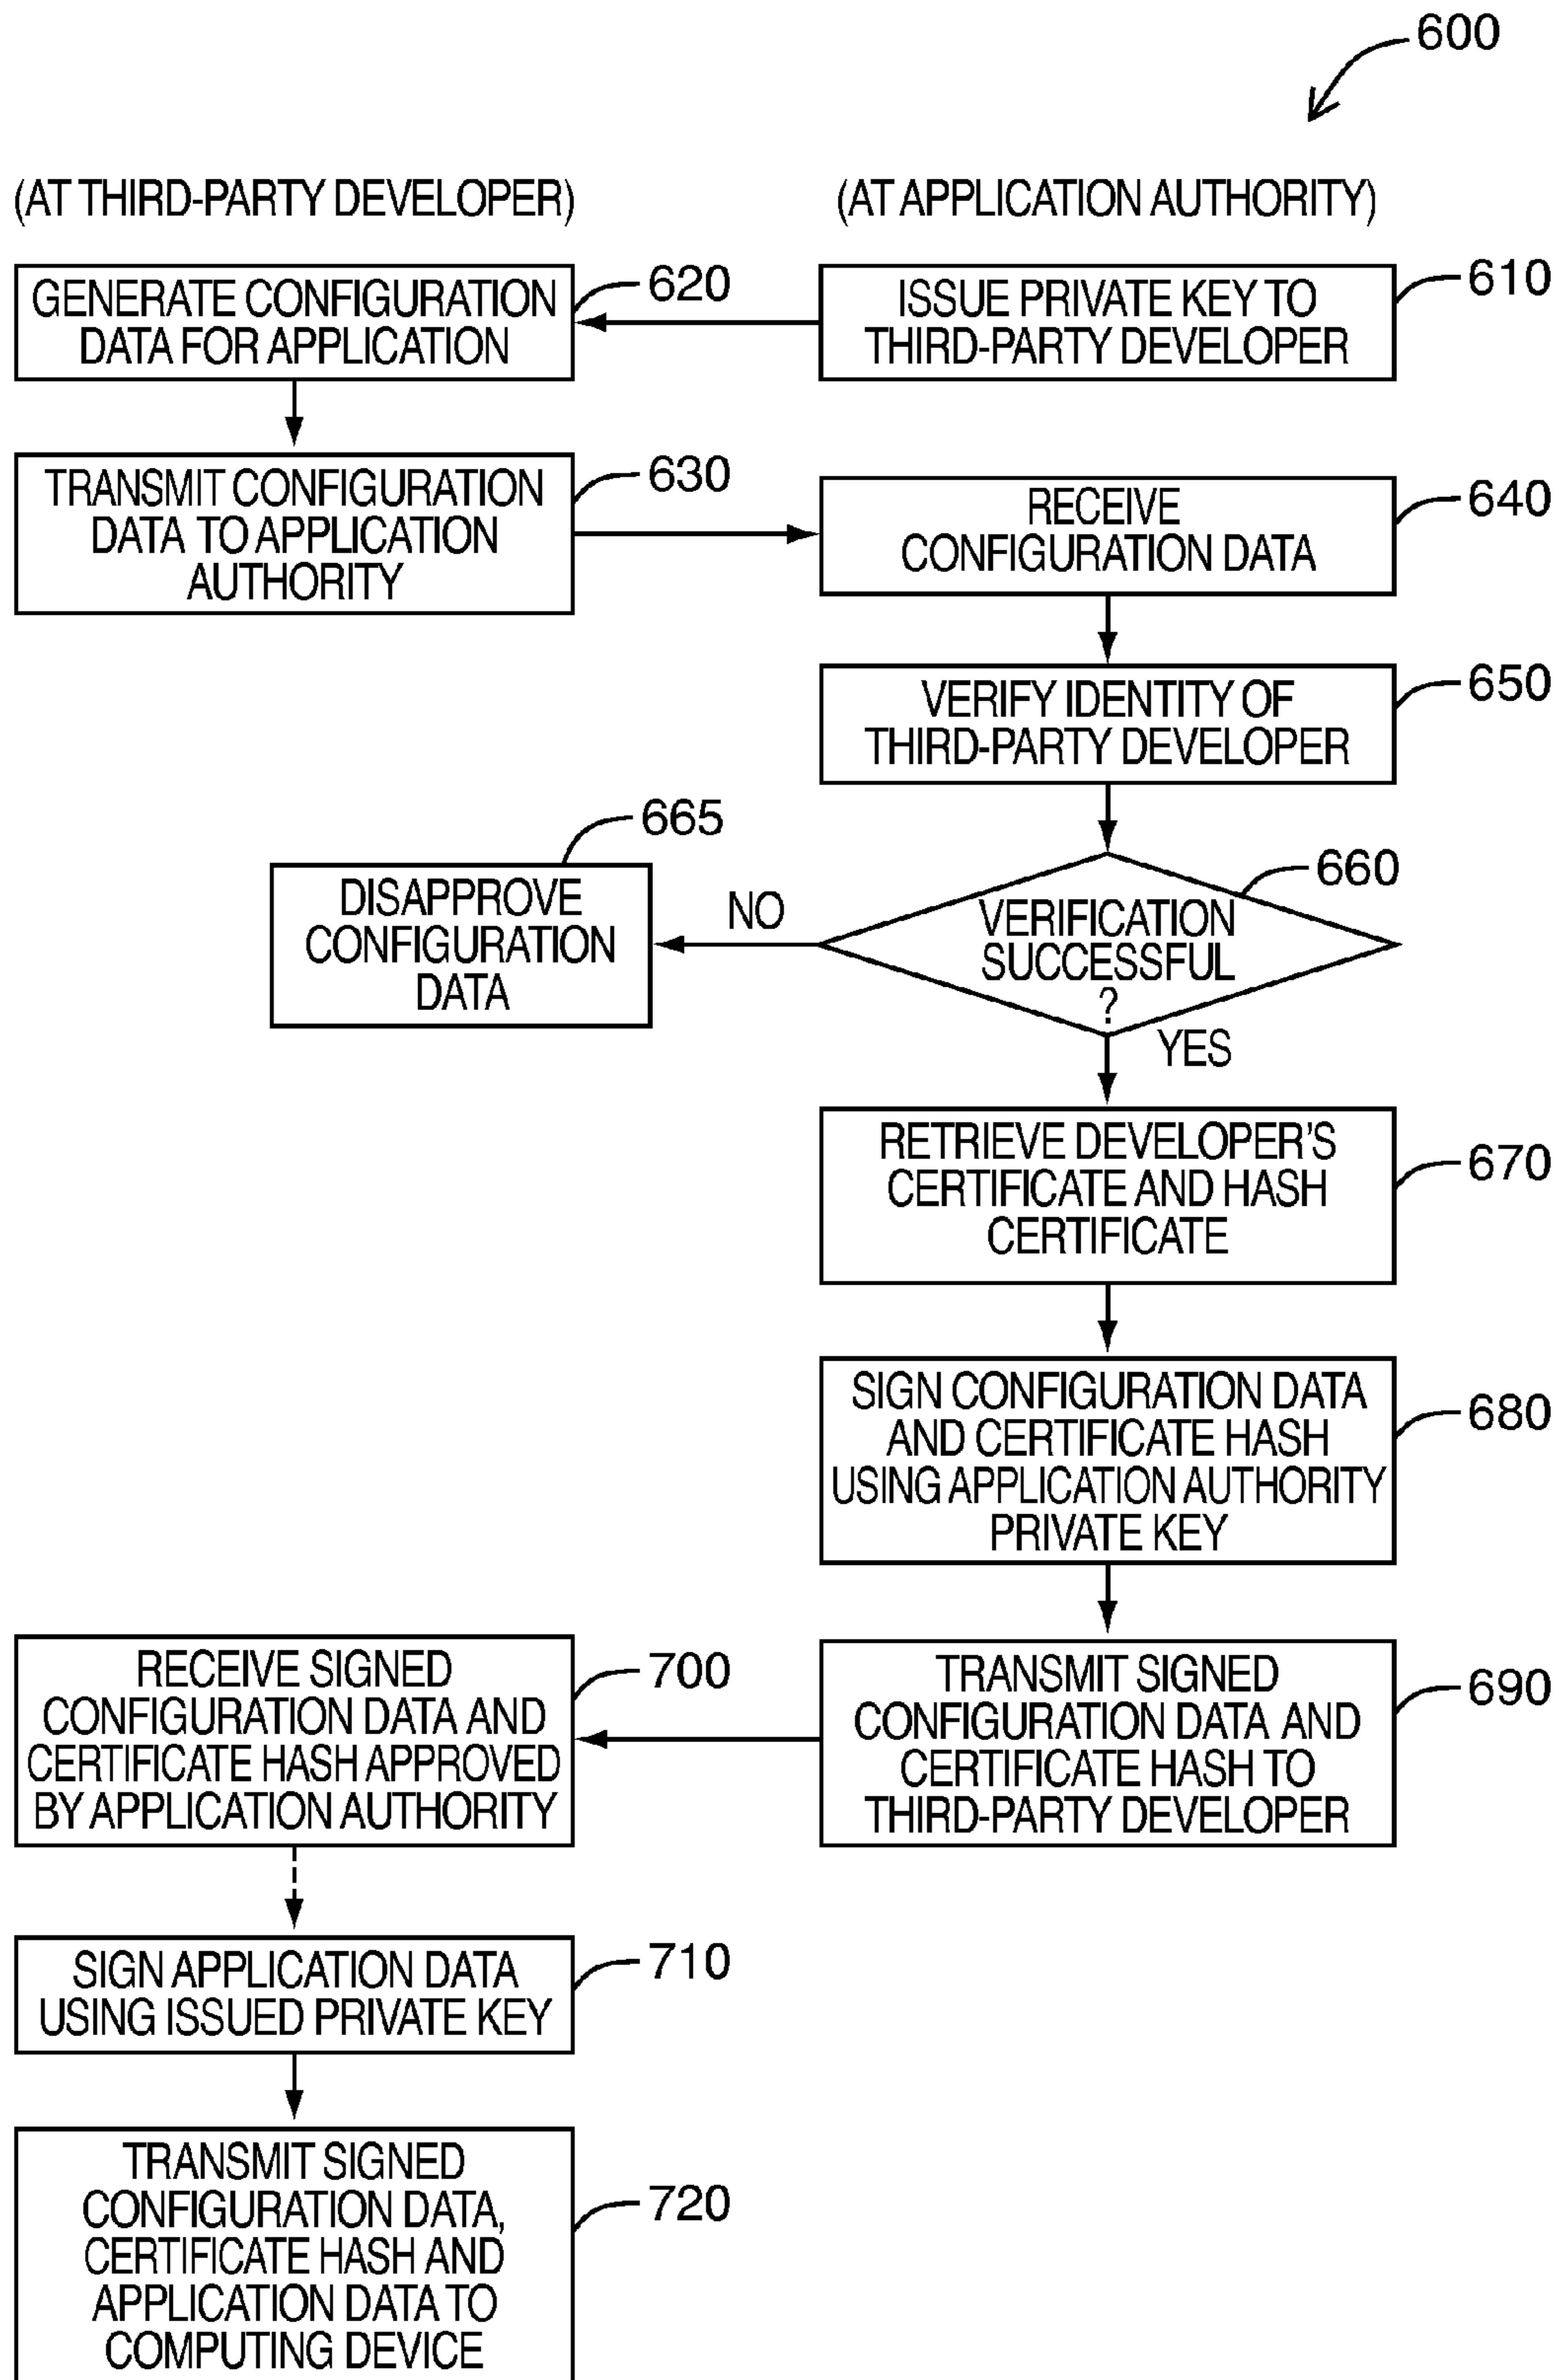 600
(AT THIRD-PARTY DEVELOPER)
(AT APPLICATION AUTHORITY)
GENERATE CONFIGURATION
DATA FOR APPLICATION
620
ISSUE PRIVATE KEY TO
THIRD-PARTY DEVELOPER
610
TRANSMIT CONFIGURATION
DATA TO APPLICATION
AUTHORITY
630
RECEIVE
CONFIGURATION DATA
640
VERIFY IDENTITY OF
THIRD-PARTY DEVELOPER
650
665
DISAPPROVE
CONFIGURATION
DATA
NO
VERIFICATION
SUCCESSFUL
?
660
YES
RETRIEVE DEVELOPER'S
CERTIFICATE AND HASH
CERTIFICATE
670
SIGN CONFIGURATION DATA
AND CERTIFICATE HASH
USING APPLICATION AUTHORITY
PRIVATE KEY
680
RECEIVE SIGNED
CONFIGURATION DATA AND
CERTIFICATE HASH APPROVED
BY APPLICATION AUTHORITY
700
TRANSMIT SIGNED
CONFIGURATION DATA AND
CERTIFICATE HASH TO
THIRD-PARTY DEVELOPER
690
SIGN APPLICATION DATA
USING ISSUED PRIVATE KEY
710
TRANSMIT SIGNED
CONFIGURATION DATA,
CERTIFICATE HASH AND
APPLICATION DATA TO
COMPUTING DEVICE
720